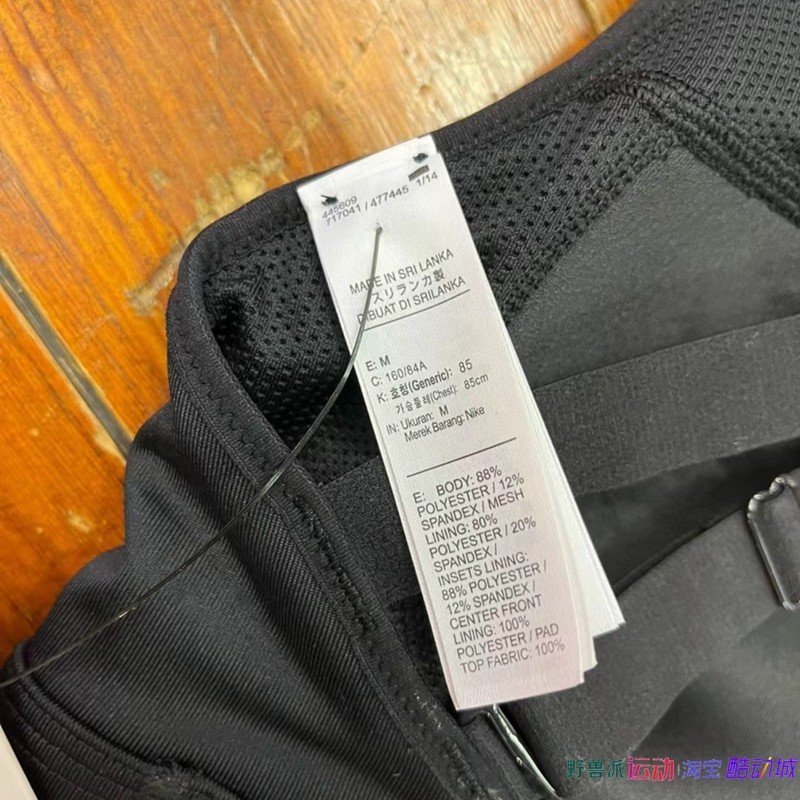 445609
717041 / 477445 1/14
MADE IN SRI LANKA
スリランカ製
DIBUAT DI SRILANKA
E: M
C: 160/84A
K: 호칭(Generic): 85
가슴둘레(Chest): 85cm
IN: Ukuran: M
Merek Barang: Nike
E: BODY: 88%
POLYESTER / 12%
SPANDEX / MESH
LINING: 80%
POLYESTER / 20%
SPANDEX /
INSETS LINING:
88% POLYESTER /
12% SPANDEX /
CENTER FRONT
LINING: 100%
POLYESTER / PAD
TOP FABRIC: 100%
野兽派运动·淘宝酷动城